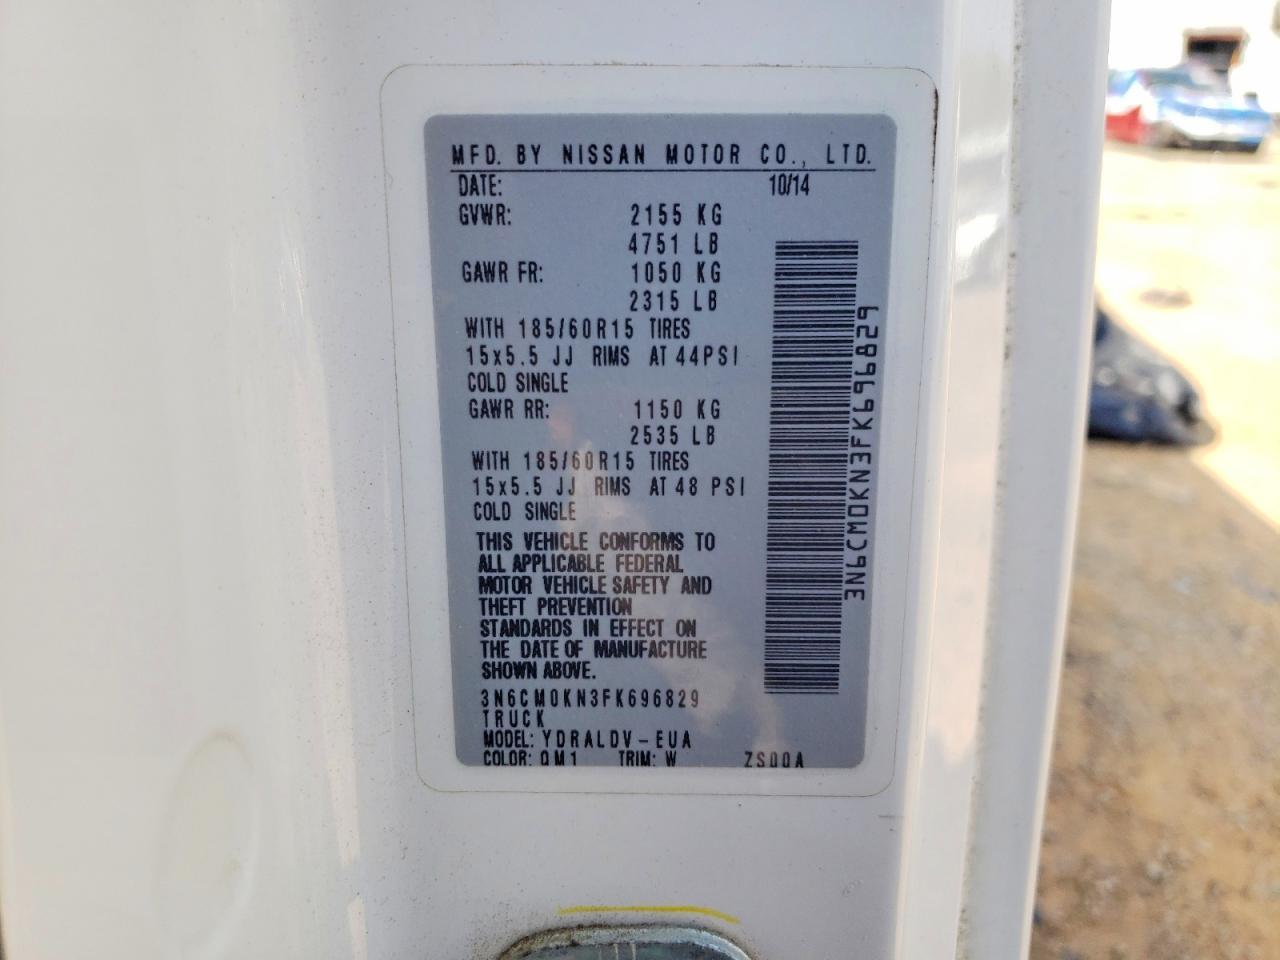 MFD. BY NISSAN MOTOR CO., LTD.
DATE: 10/14
GVWR: 2155 KG
4751 LB
GAWR FR: 1050 KG
2315 LB
WITH 185/60R15 TIRES
15x5.5 JJ RIMS AT 44PSI
COLD SINGLE
GAWR RR: 1150 KG
2535 LB
WITH 185/60R15 TIRES
15x5.5 JJ RIMS AT 48 PSI
COLD SINGLE
THIS VEHICLE CONFORMS TO
ALL APPLICABLE FEDERAL
MOTOR VEHICLE SAFETY AND
THEFT PREVENTION
STANDARDS IN EFFECT ON
THE DATE OF MANUFACTURE
SHOWN ABOVE.
3N6CM0KN3FK696829
TRUCK
MODEL: YDRALDV-EUA
COLOR: QM1 TRIM: W ZS00A
3N6CM0KN3FK696829